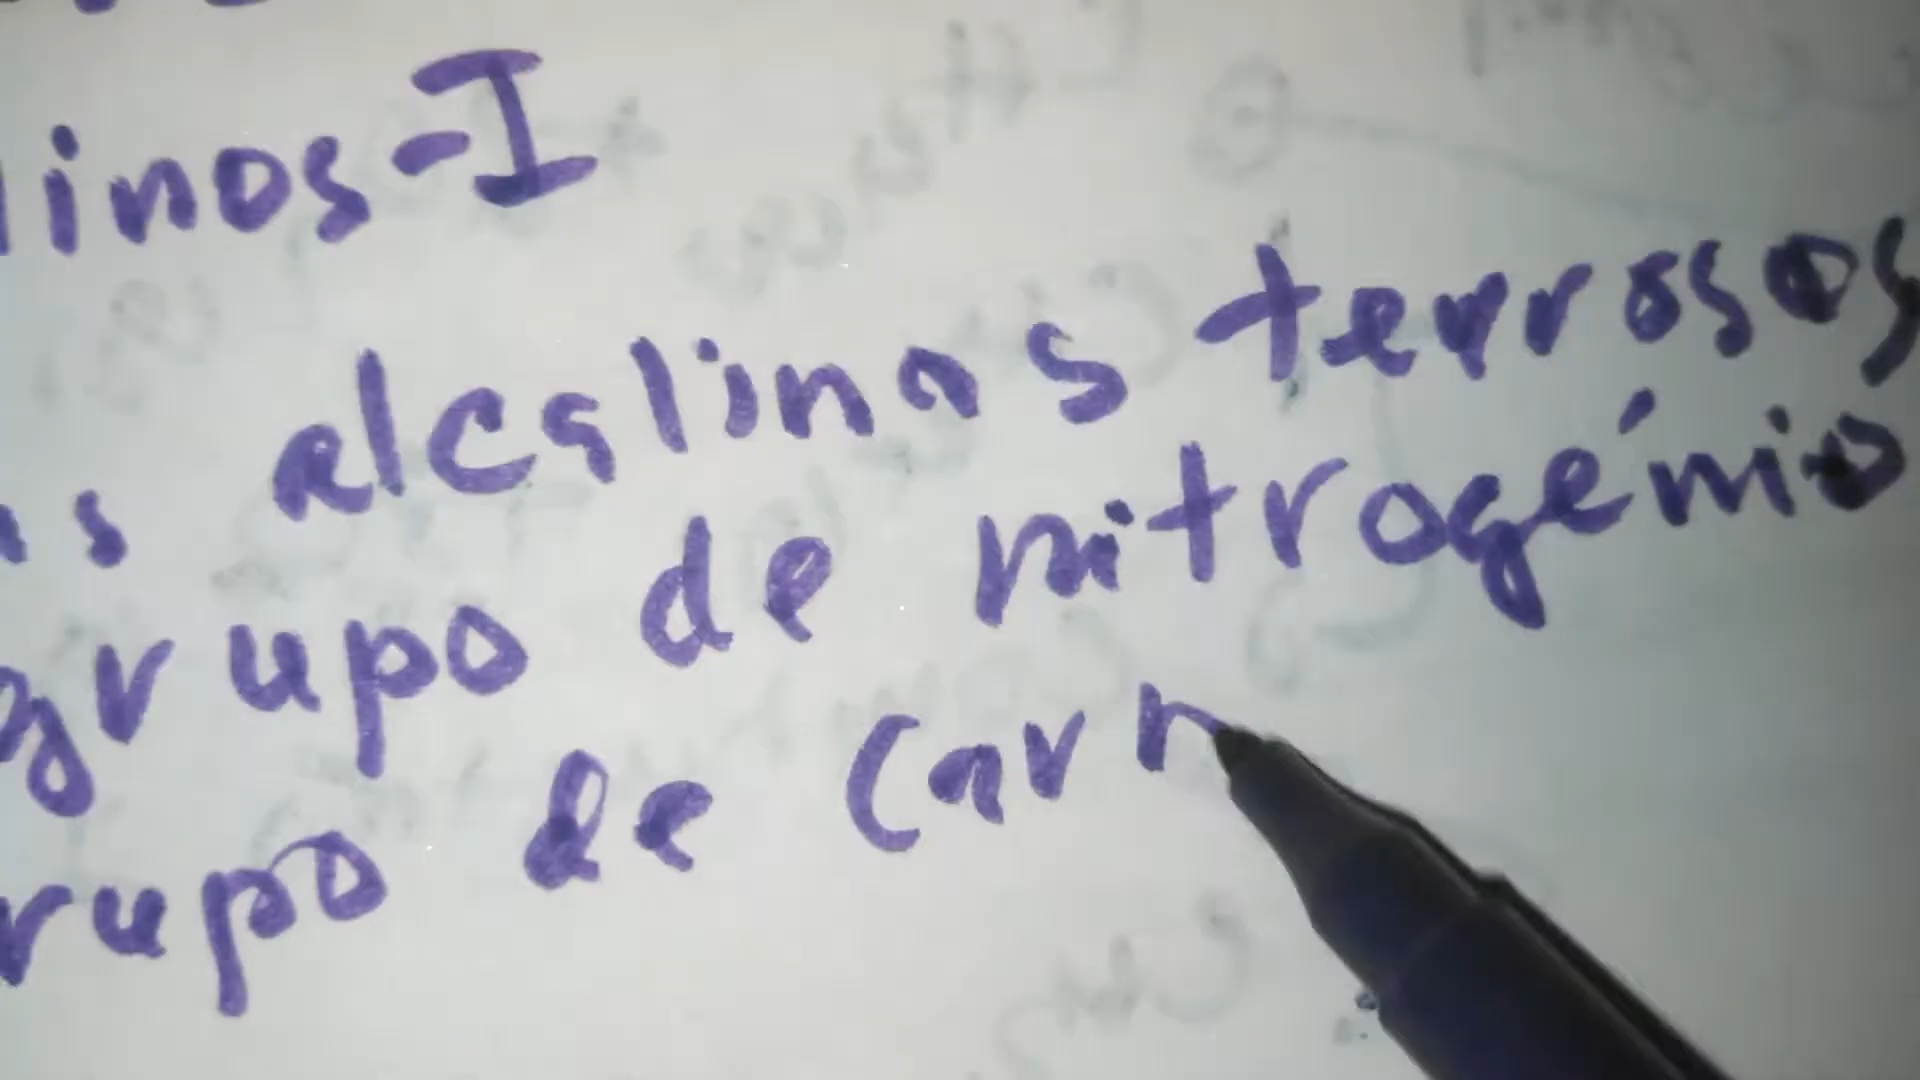 linos-I
s alcalinos terrosos
grupo de nitrogénio
rupo de Carr